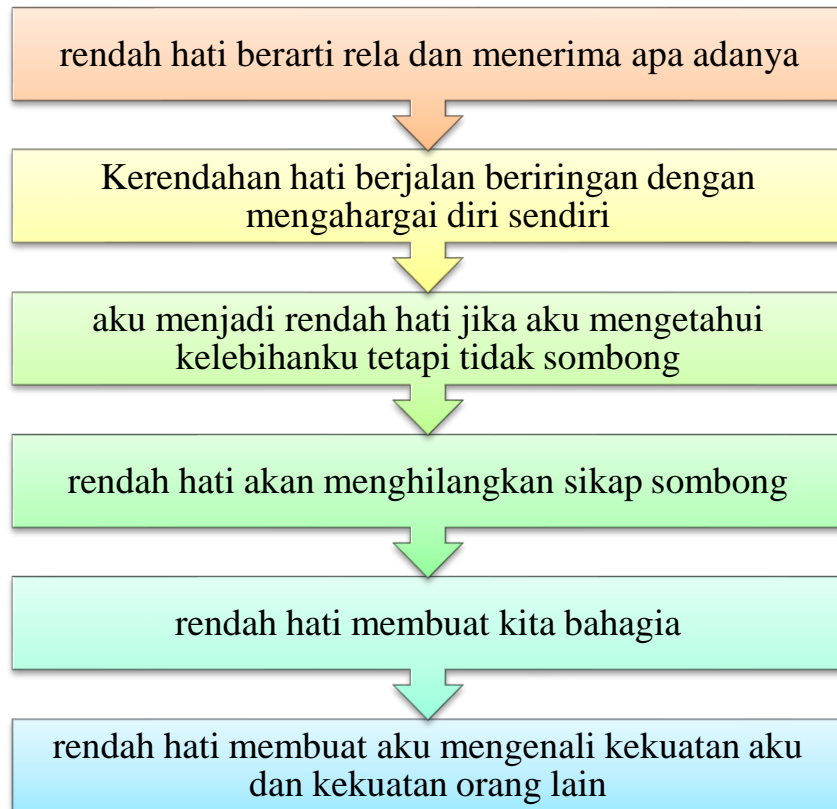 rendah hati berarti rela dan menerima apa adanya
Kerendahan hati berjalan beriringan dengan
mengahargai diri sendiri
aku menjadi rendah hati jika aku mengetahui
kelebihanku tetapi tidak sombong
rendah hati akan menghilangkan sikap sombong
rendah hati membuat kita bahagia
rendah hati membuat aku mengenali kekuatan aku
dan kekuatan orang lain